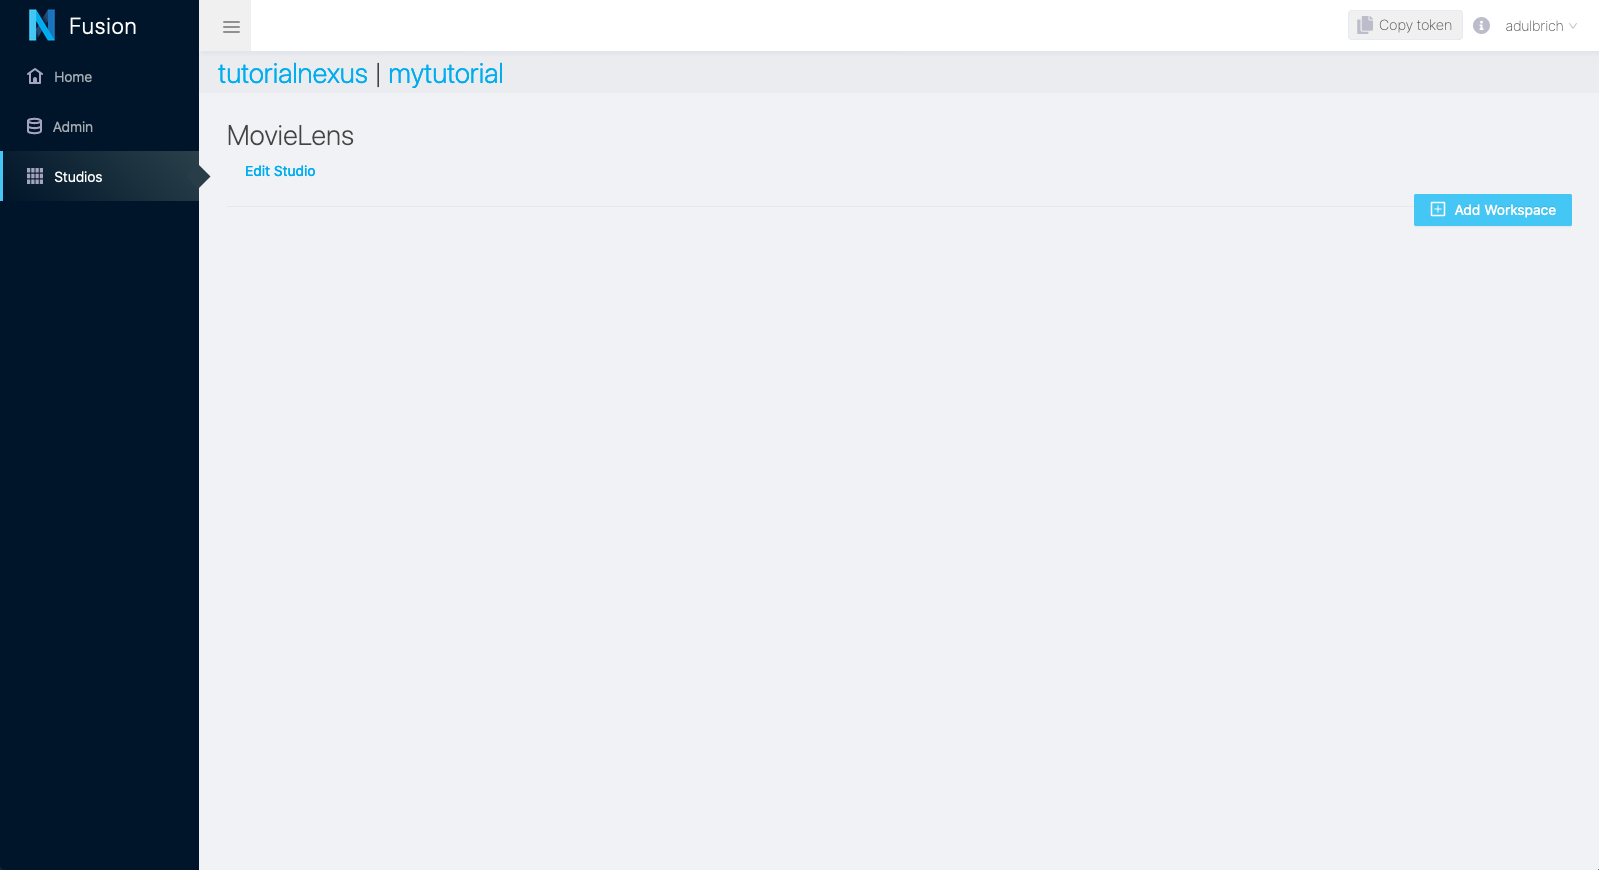 Fusion
Copy token
adulbrich
Home
Admin
Studios
tutorialnexus | mytutorial
MovieLens
Edit Studio
Add Workspace